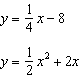 y = 1/4 x − 8
y = 1/2 x² + 2x